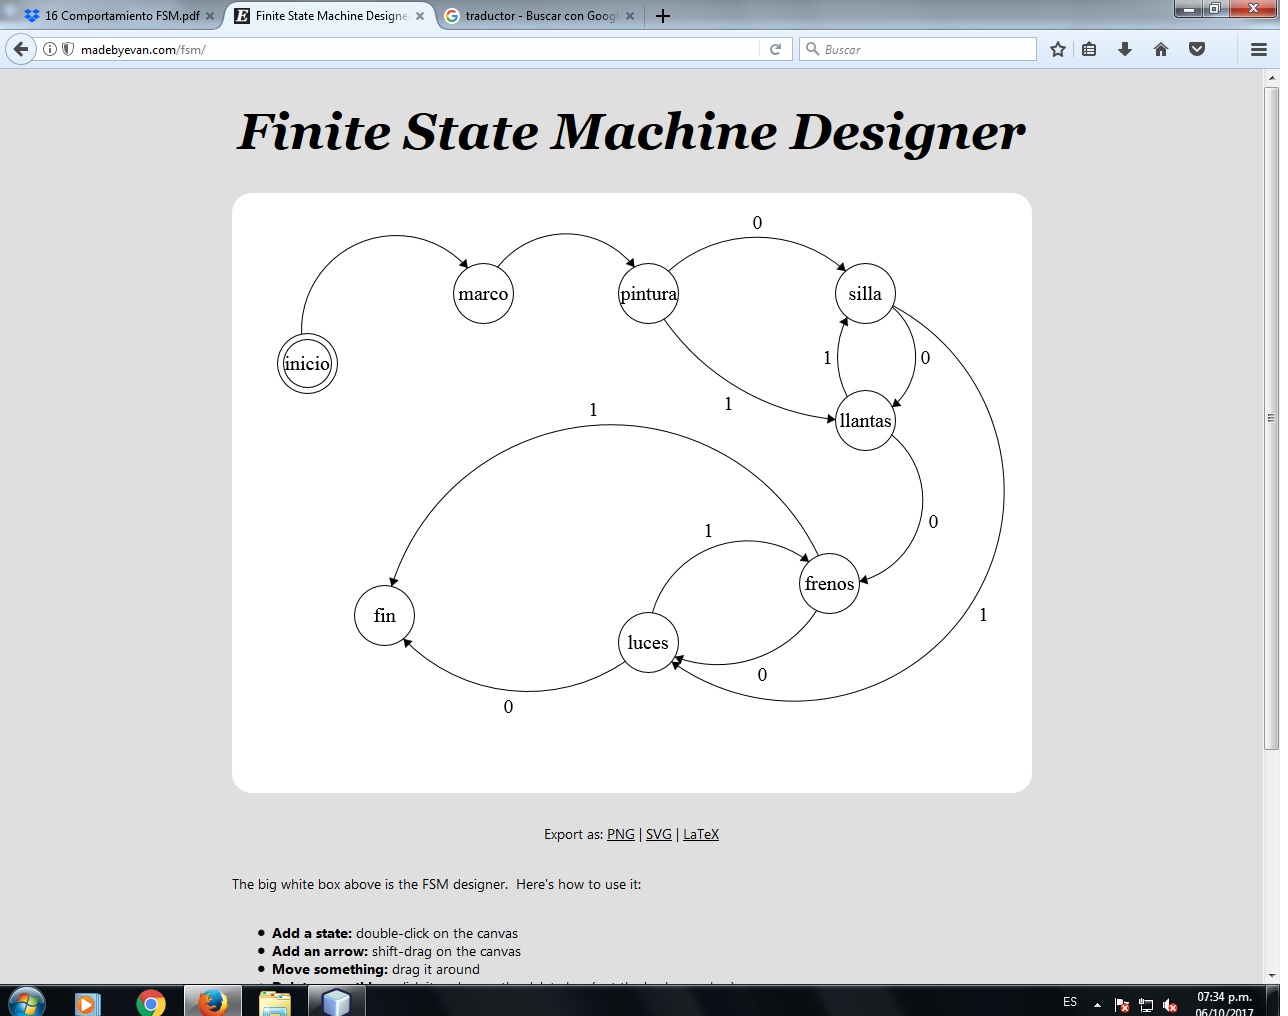 16 Comportamiento FSM.pdf
Finite State Machine Designe
traductor - Buscar con Goog
madebyevan.com/fsm/
Buscar
Finite State Machine Designer
0
marco
pintura
silla
inicio
1
0
1
llantas
1
0
1
frenos
fin
luces
1
0
0
Export as: PNG | SVG | LaTeX
The big white box above is the FSM designer.  Here's how to use it:
Add a state: double-click on the canvas
Add an arrow: shift-drag on the canvas
Move something: drag it around
ES
07:34 p.m.
06/10/2017